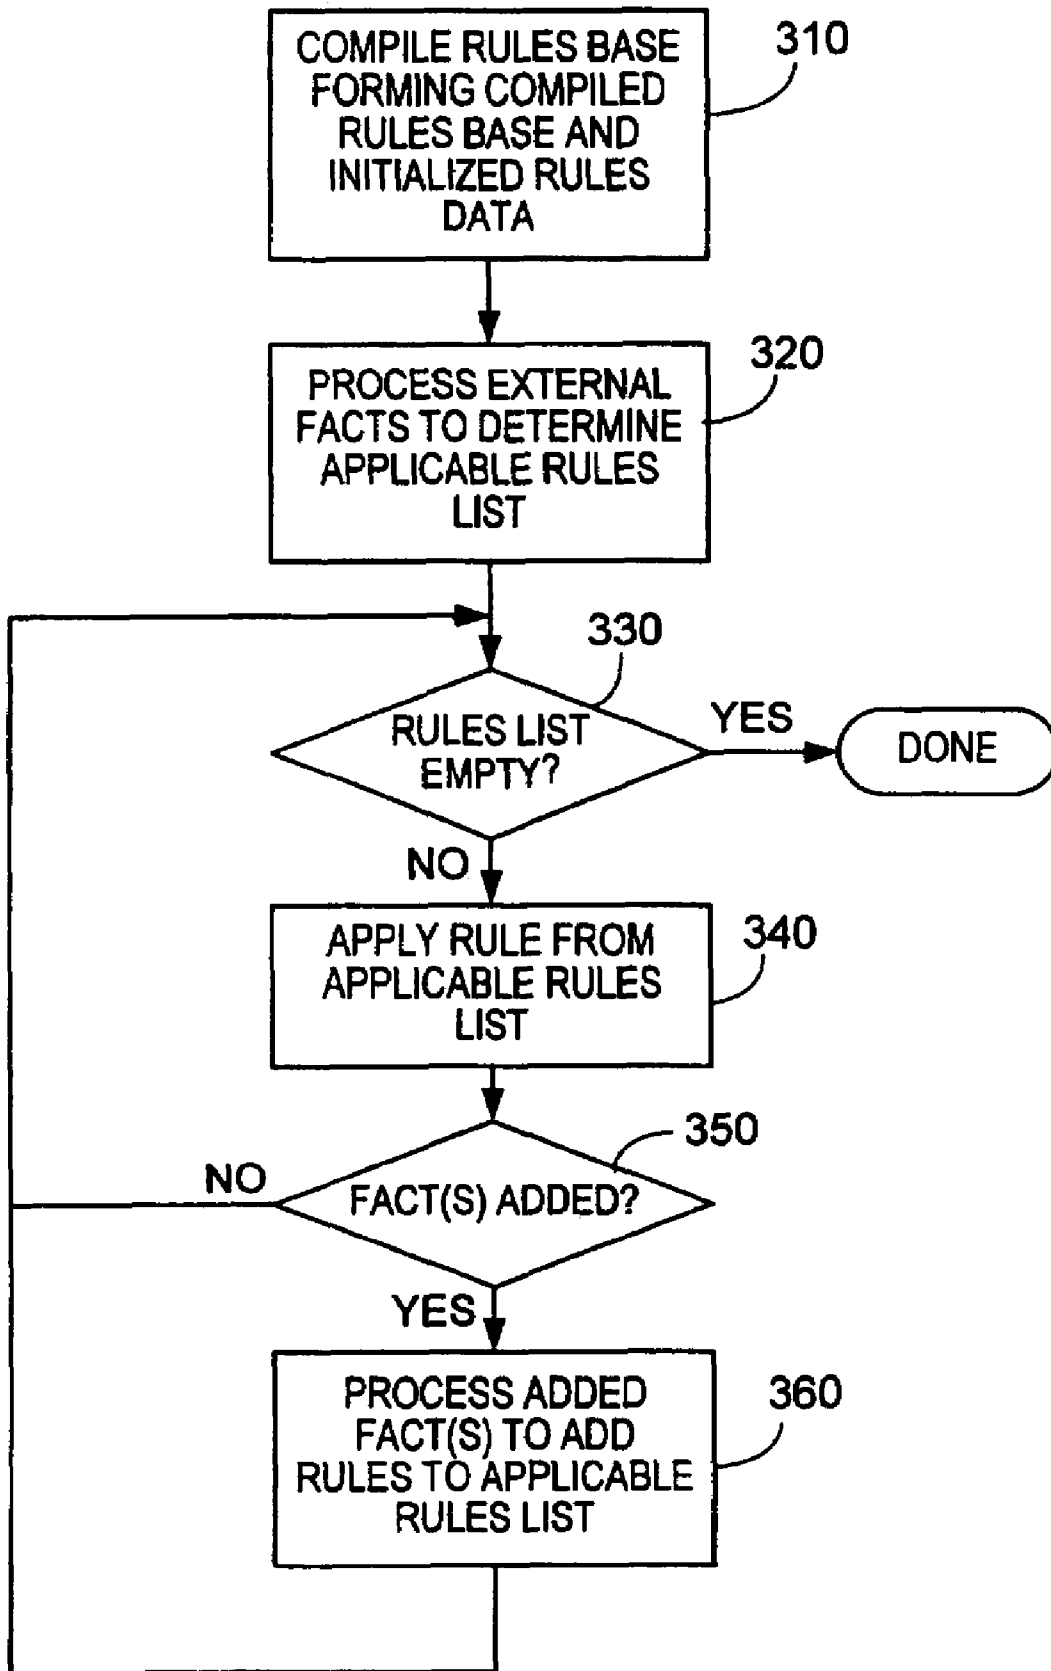 COMPILE RULES BASE
FORMING COMPILED
RULES BASE AND
INITIALIZED RULES
DATA
310
PROCESS EXTERNAL
FACTS TO DETERMINE
APPLICABLE RULES
LIST
320
330
RULES LIST
EMPTY?
YES
DONE
NO
APPLY RULE FROM
APPLICABLE RULES
LIST
340
350
NO
FACT(S) ADDED?
YES
PROCESS ADDED
FACT(S) TO ADD
RULES TO APPLICABLE
RULES LIST
360